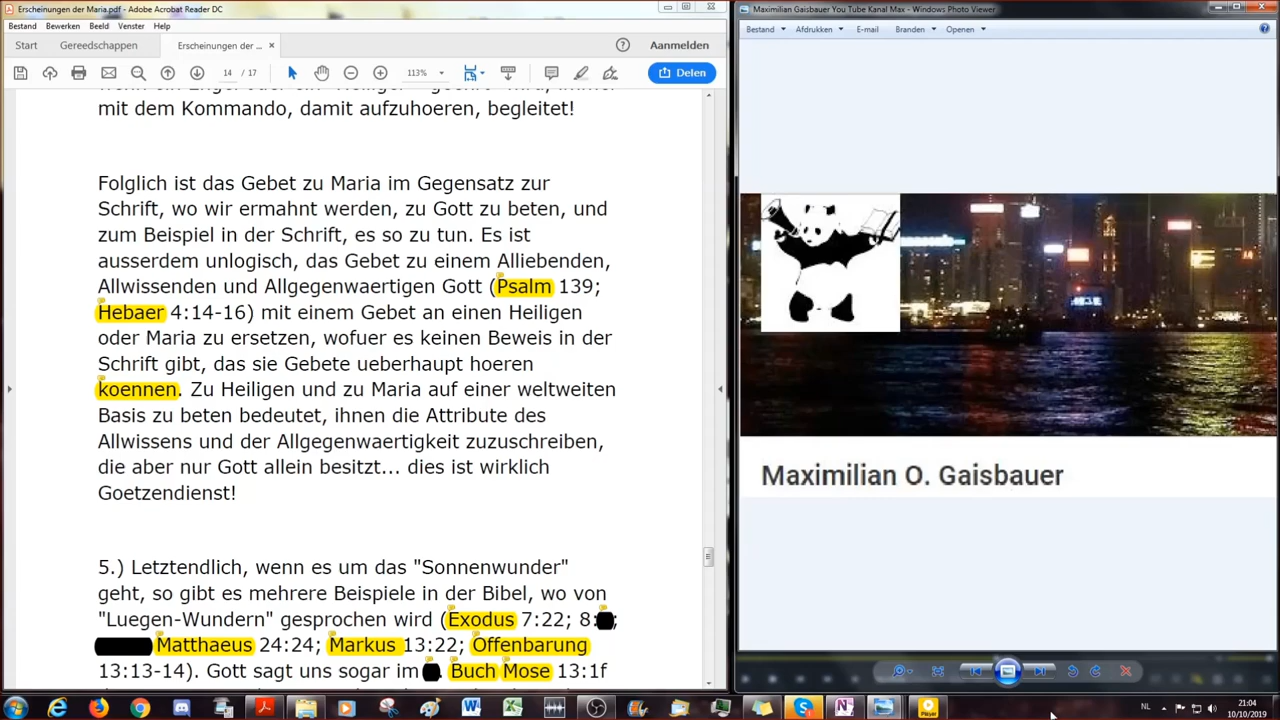 Erscheinungen der Maria.pdf - Adobe Acrobat Reader DC
Bestand Bewerken Beeld Venster Help
Start Gereedschappen Erscheinungen der ... × Aanmelden
14 / 17 113% Delen
mit dem Kommando, damit aufzuhoeren, begleitet!
Folglich ist das Gebet zu Maria im Gegensatz zur
Schrift, wo wir ermahnt werden, zu Gott zu beten, und
zum Beispiel in der Schrift, es so zu tun. Es ist
ausserdem unlogisch, das Gebet zu einem Alliebenden,
Allwissenden und Allgegenwaertigen Gott (Psalm 139;
Hebaer 4:14-16) mit einem Gebet an einen Heiligen
oder Maria zu ersetzen, wofuer es keinen Beweis in der
Schrift gibt, das sie Gebete ueberhaupt hoeren
koennen. Zu Heiligen und zu Maria auf einer weltweiten
Basis zu beten bedeutet, ihnen die Attribute des
Allwissens und der Allgegenwaertigkeit zuzuschreiben,
die aber nur Gott allein besitzt... dies ist wirklich
Goetzendienst!
5.) Letztendlich, wenn es um das "Sonnenwunder"
geht, so gibt es mehrere Beispiele in der Bibel, wo von
"Luegen-Wundern" gesprochen wird (Exodus 7:22; 8: ;
Matthaeus 24:24; Markus 13:22; Offenbarung
13:13-14). Gott sagt uns sogar im . Buch Mose 13:1f
Maximilian Gaisbauer You Tube Kanal Max - Windows Photo Viewer
Bestand Afdrukken E-mail Branden Openen
Maximilian O. Gaisbauer
NL 21:04
10/10/2019